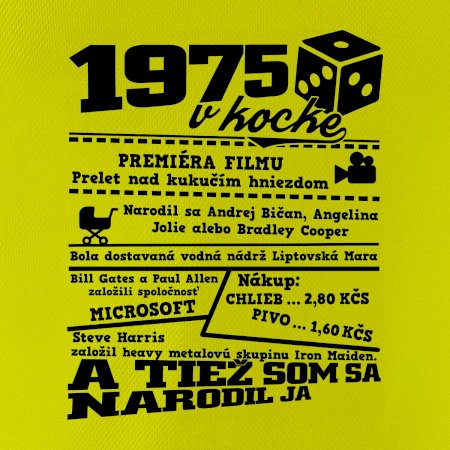 1975
v kocke
PREMIÉRA FILMU
Prelet nad kukučím hniezdom
Narodil sa Andrej Bičan, Angelina
Jolie alebo Bradley Cooper
Bola dostavaná vodná nádrž Liptovská Mara
Bill Gates a Paul Allen
založili spoločnosť
MICROSOFT
Nákup:
CHLIEB ... 2,80 KČS
PIVO ... 1,60 KČS
Steve Harris
založil heavy metalovú skupinu Iron Maiden.
A TIEŽ SOM SA
NARODIL JA